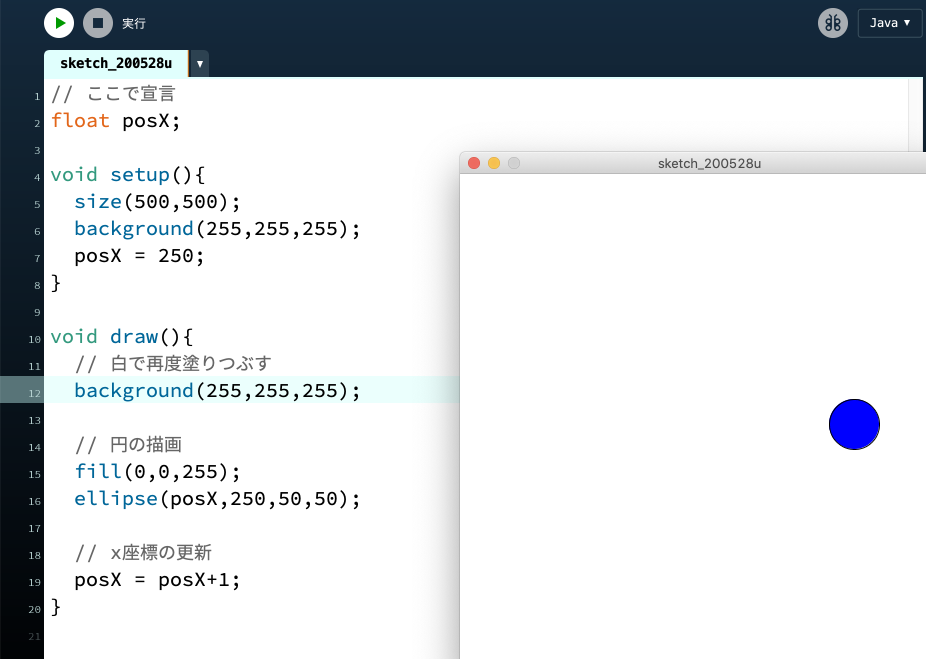 実行
Java ▼
sketch_200528u ▼
1 // ここで宣言
2 float posX;
3
4 void setup(){
5   size(500,500);
6   background(255,255,255);
7   posX = 250;
8 }
9
10 void draw(){
11   // 白で再度塗りつぶす
12   background(255,255,255);
13
14   // 円の描画
15   fill(0,0,255);
16   ellipse(posX,250,50,50);
17
18   // x座標の更新
19   posX = posX+1;
20 }
21
sketch_200528u